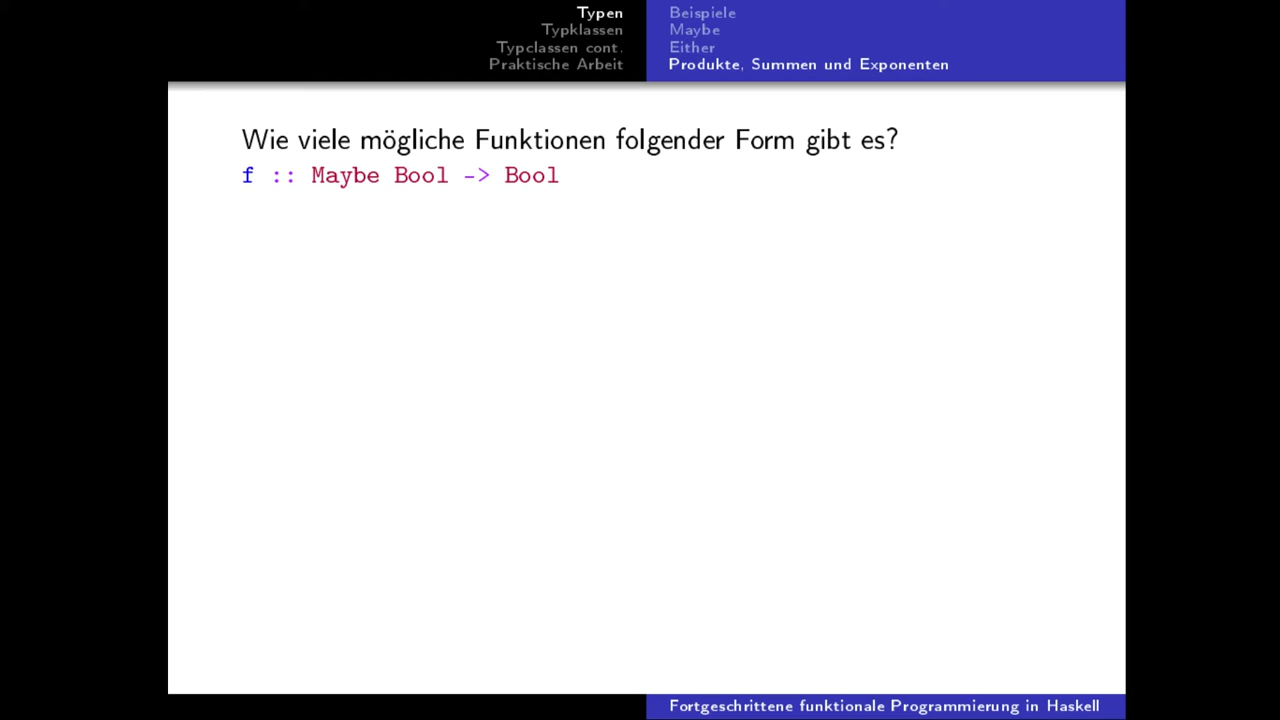 Typen
Typklassen
Typclassen cont.
Praktische Arbeit
Beispiele
Maybe
Either
Produkte, Summen und Exponenten
Wie viele mögliche Funktionen folgender Form gibt es?
f :: Maybe Bool -> Bool
Fortgeschrittene funktionale Programmierung in Haskell